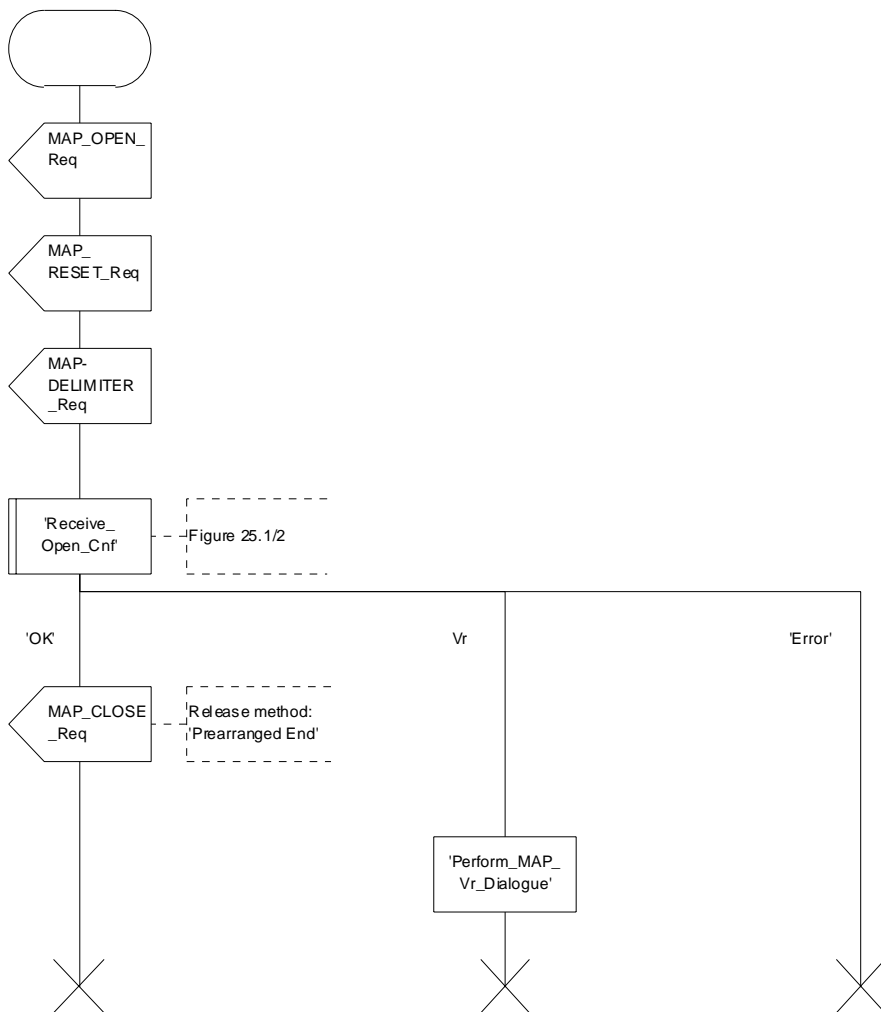 MAP_OPEN_
Req
MAP_
RESET_Req
MAP-
DELIMITER
_Req
'Receive_
Open_Cnf'
Figure 25.1/2
'OK'
Vr
'Error'
MAP_CLOSE
_Req
Release method:
'Prearranged End'
'Perform_MAP_
Vr_Dialogue'